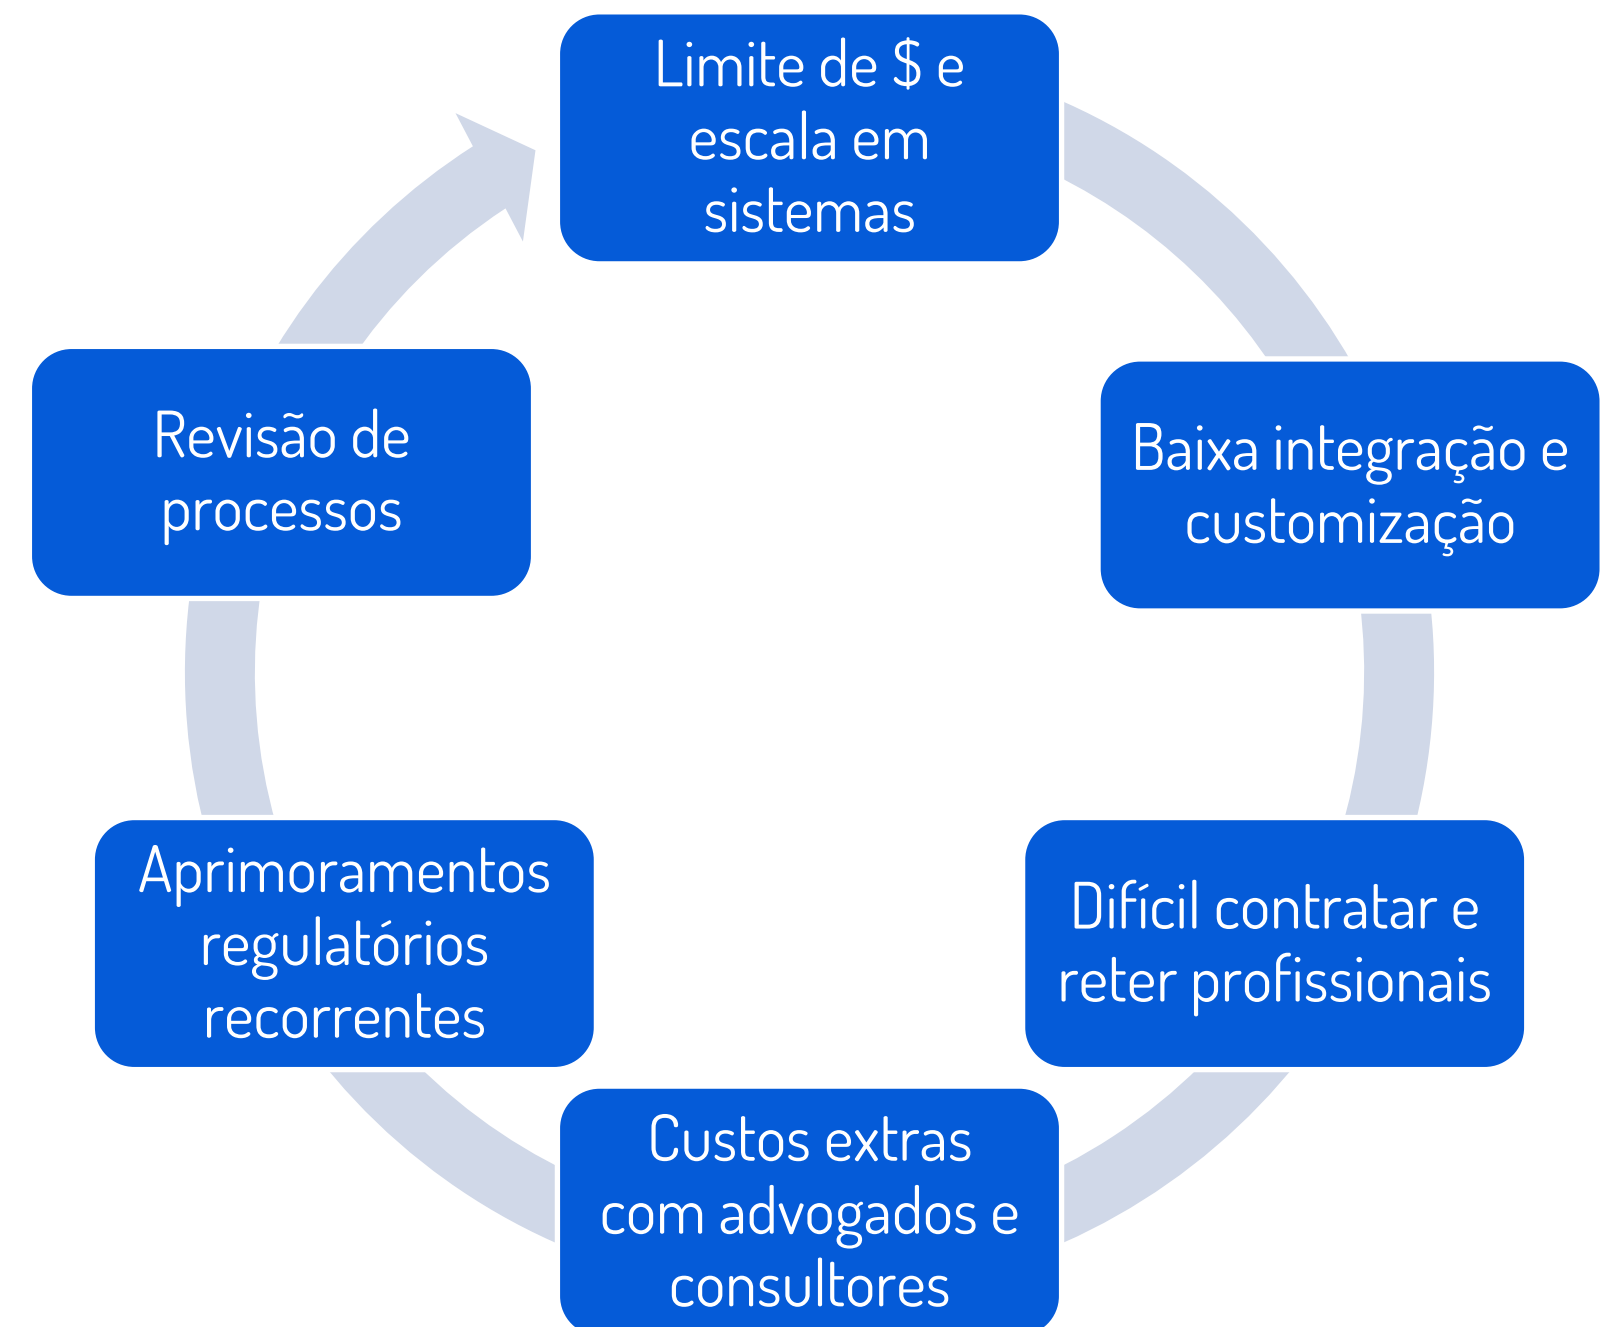 Limite de $ e
escala em
sistemas
Baixa integração e
customização
Difícil contratar e
reter profissionais
Custos extras
com advogados e
consultores
Aprimoramentos
regulatórios
recorrentes
Revisão de
processos